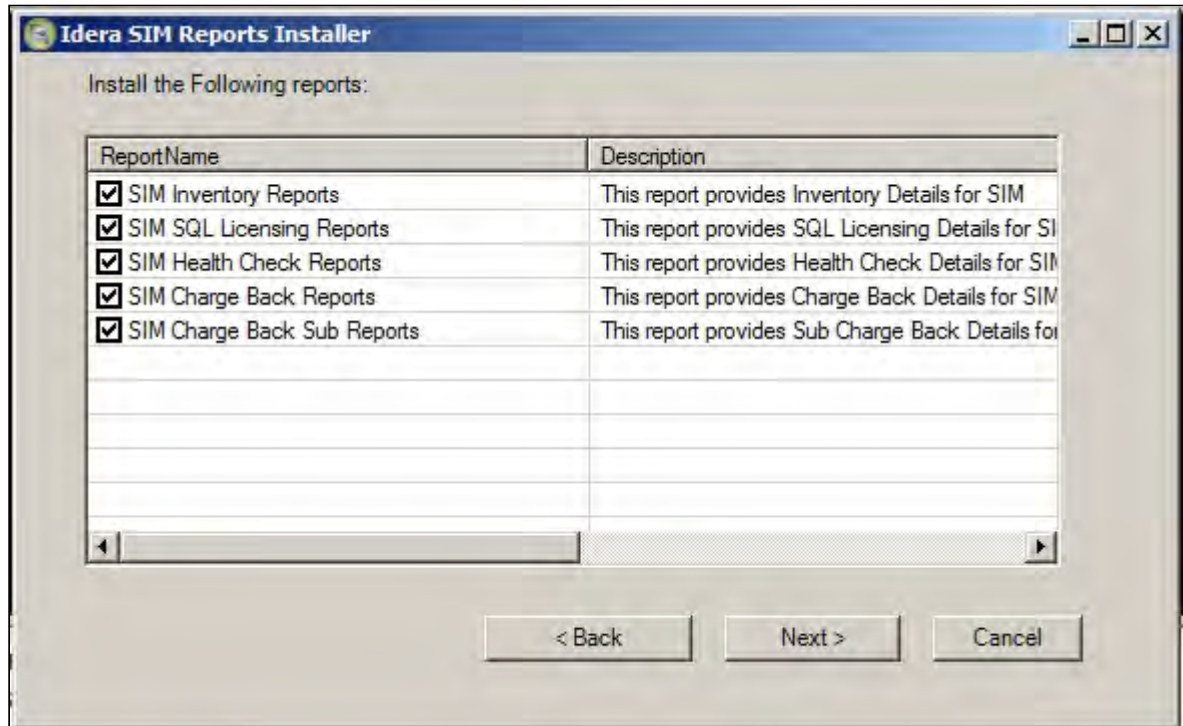 Idera SIM Reports Installer
Install the Following reports:
ReportName Description
SIM Inventory Reports This report provides Inventory Details for SIM
SIM SQL Licensing Reports This report provides SQL Licensing Details for
SIM Health Check Reports This report provides Health Check Details for
SIM Charge Back Reports This report provides Charge Back Details for SIM
SIM Charge Back Sub Reports This report provides Sub Charge Back Details for
< Back Next > Cancel